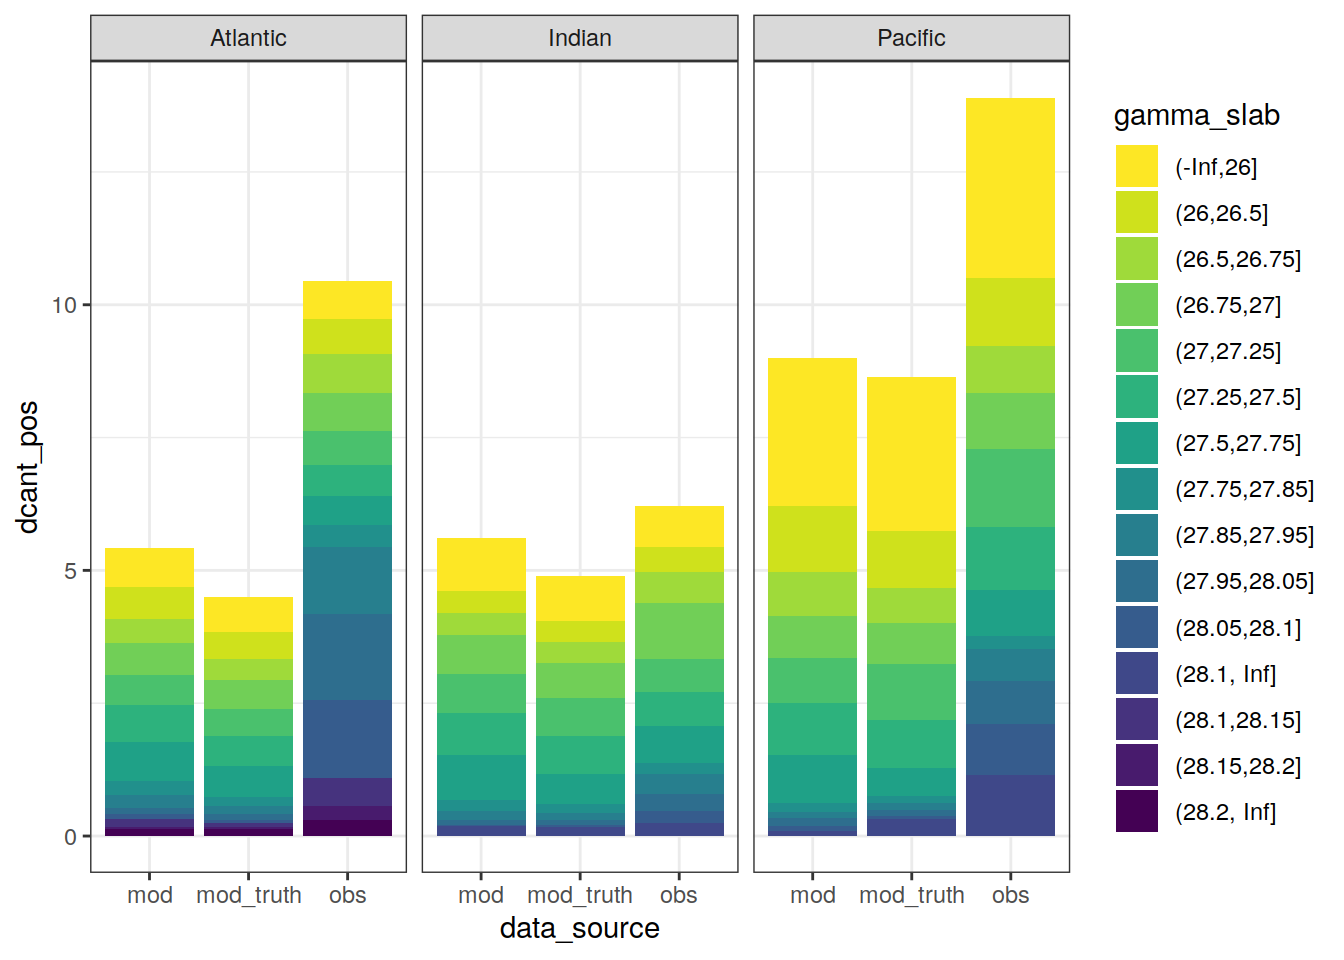 Atlantic Indian Pacific
gamma_slab
(-Inf,26]
(26,26.5]
(26.5,26.75]
(26.75,27]
(27,27.25]
(27.25,27.5]
(27.5,27.75]
(27.75,27.85]
(27.85,27.95]
(27.95,28.05]
(28.05,28.1]
(28.1, Inf]
(28.1,28.15]
(28.15,28.2]
(28.2, Inf]
10
5
0
dcant_pos
mod mod_truth obs mod mod_truth obs mod mod_truth obs
data_source